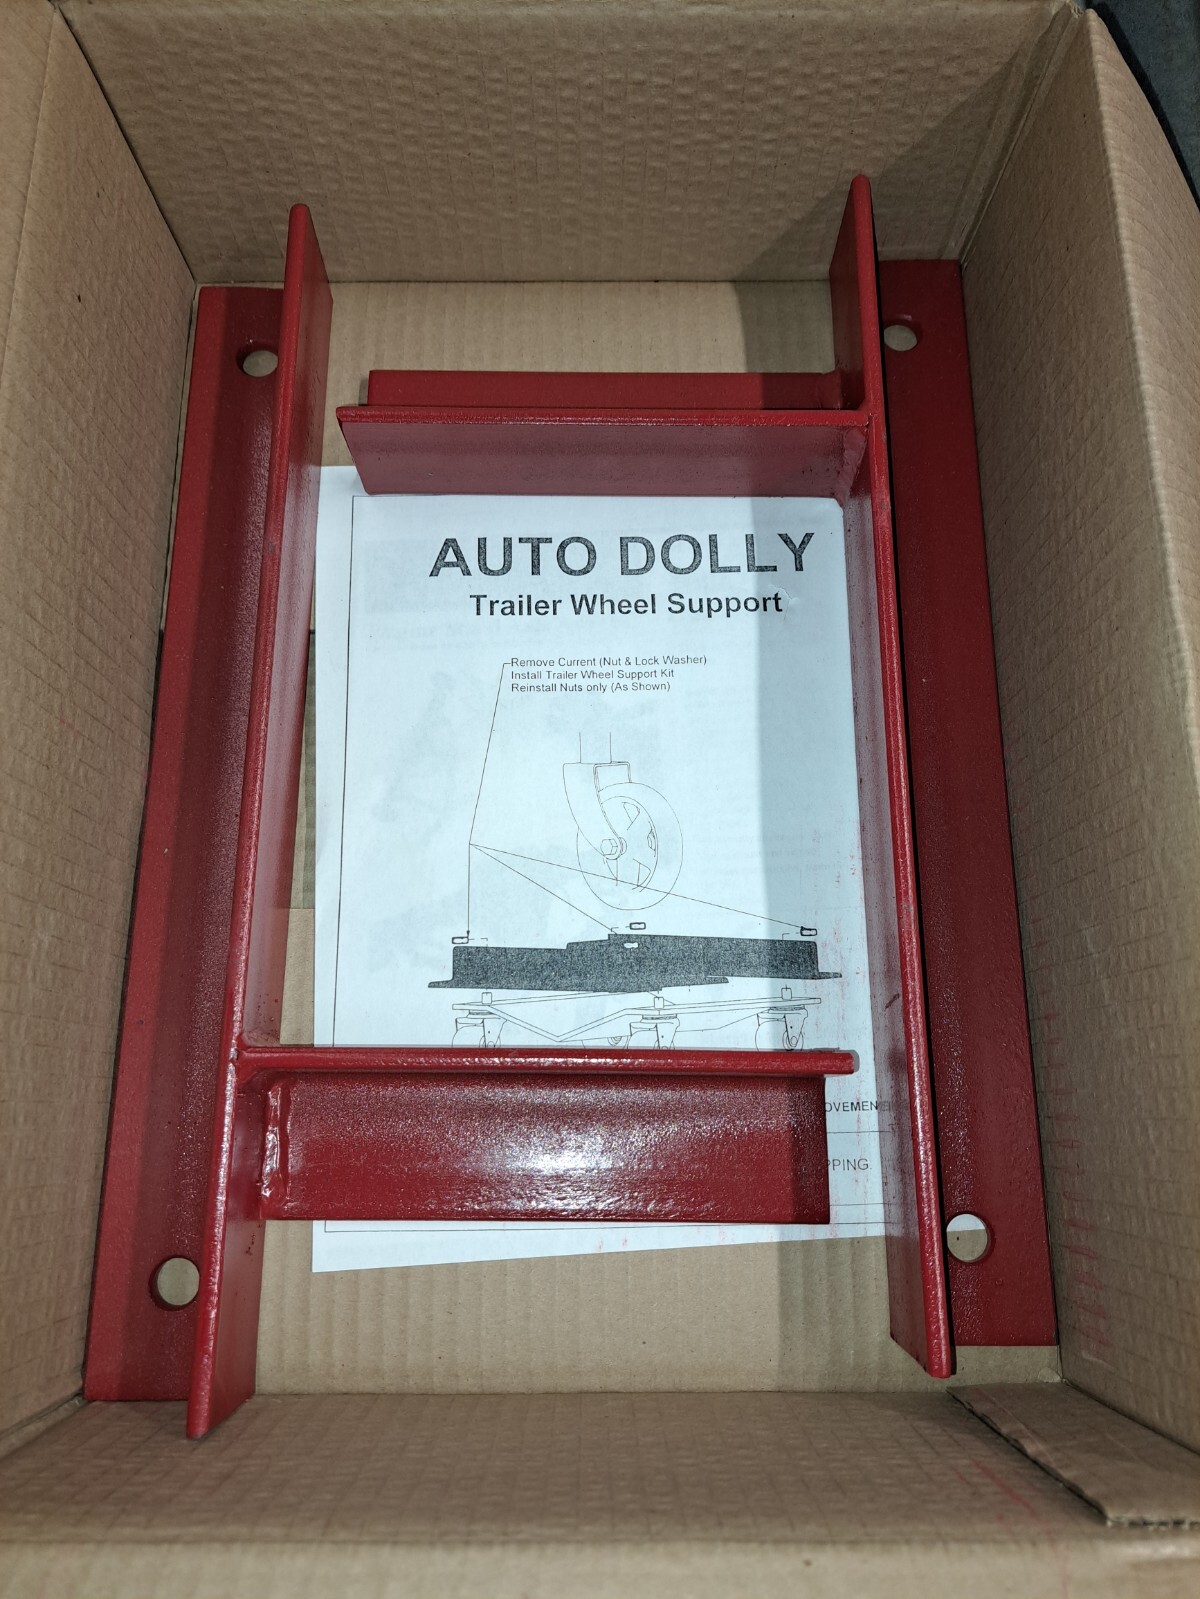 AUTO DOLLY
Trailer Wheel Support
Remove Current (Nut & Lock Washer)
Install Trailer Wheel Support Kit
Reinstall Nuts only (As Shown)